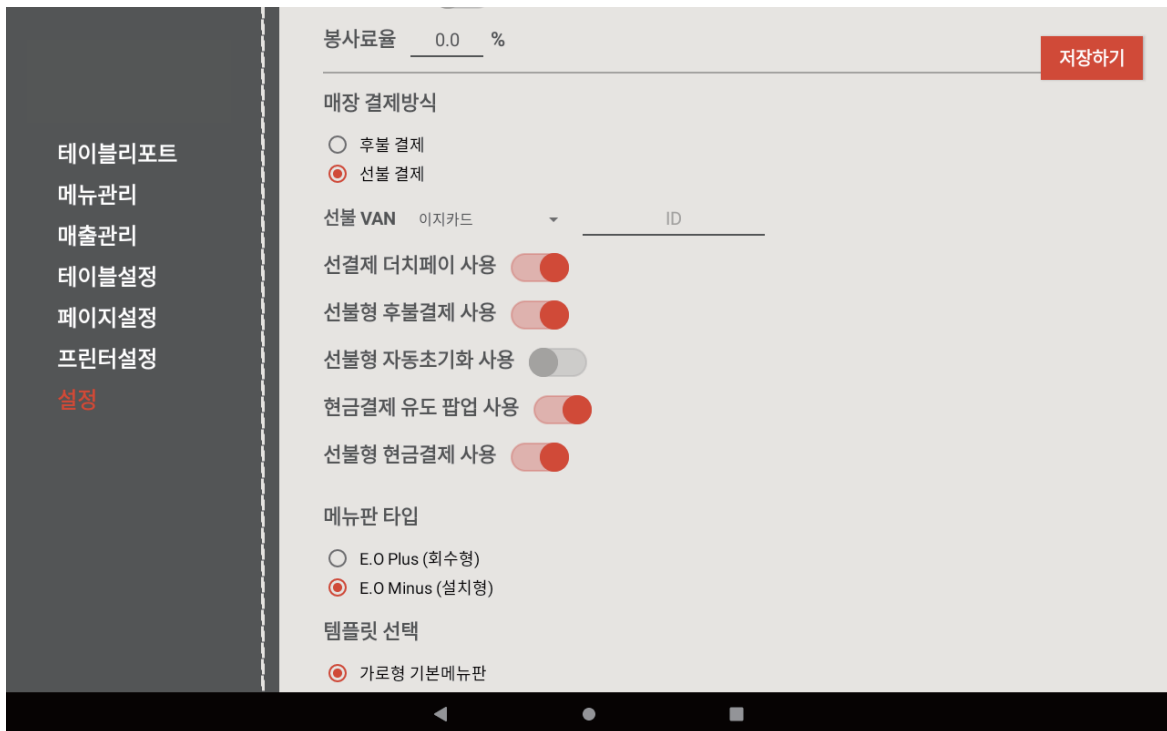 봉사료율 0.0 %
저장하기
매장 결제방식
후불 결제
선불 결제
선불 VAN 이지카드 ID
선결제 더치페이 사용
선불형 후불결제 사용
선불형 자동초기화 사용
현금결제 유도 팝업 사용
선불형 현금결제 사용
메뉴판 타입
E.O Plus (회수형)
E.O Minus (설치형)
템플릿 선택
가로형 기본메뉴판
테이블리포트
메뉴관리
매출관리
테이블설정
페이지설정
프린터설정
설정